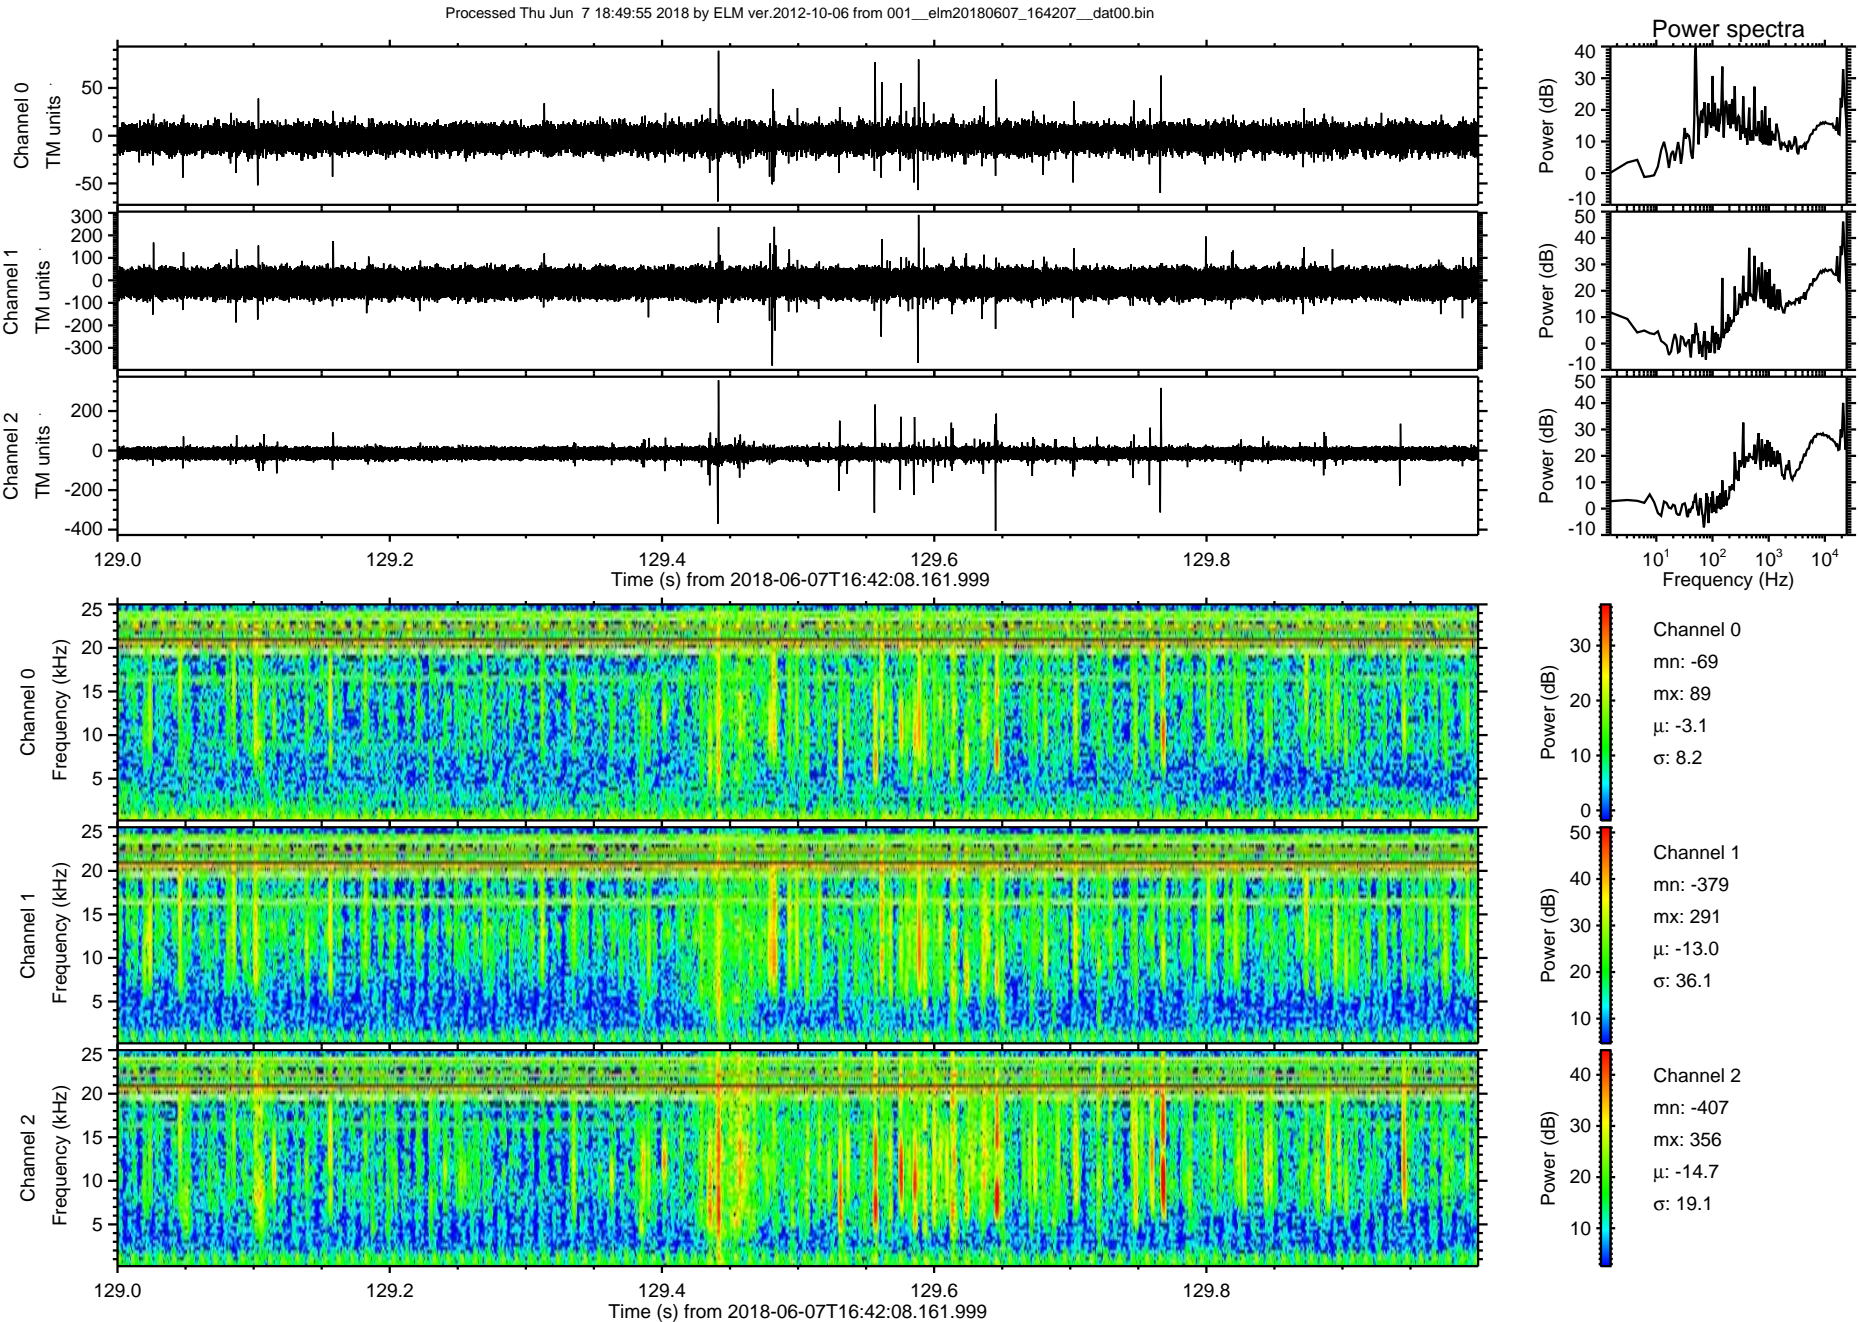 Processed Thu Jun  7 18:49:55 2018 by ELM ver.2012-10-06 from 001__elm20180607_164207__dat00.bin
Power spectra
Channel 0
TM units
50
0
-50
Power (dB)
40
30
20
10
0
-10
Channel 1
TM units
300
200
100
0
-100
-200
-300
Power (dB)
50
40
30
20
10
0
-10
Channel 2
TM units
200
0
-200
-400
Power (dB)
50
40
30
20
10
0
-10
129.0 129.2 129.4 129.6 129.8
Time (s) from 2018-06-07T16:42:08.161.999
10¹ 10² 10³ 10⁴
Frequency (Hz)
Channel 0
Frequency (kHz)
25
20
15
10
5
Power (dB)
30
20
10
0
Channel 0
mn: -69
mx: 89
μ: -3.1
σ: 8.2
Channel 1
Frequency (kHz)
25
20
15
10
5
Power (dB)
50
40
30
20
10
Channel 1
mn: -379
mx: 291
μ: -13.0
σ: 36.1
Channel 2
Frequency (kHz)
25
20
15
10
5
Power (dB)
40
30
20
10
Channel 2
mn: -407
mx: 356
μ: -14.7
σ: 19.1
129.0 129.2 129.4 129.6 129.8
Time (s) from 2018-06-07T16:42:08.161.999